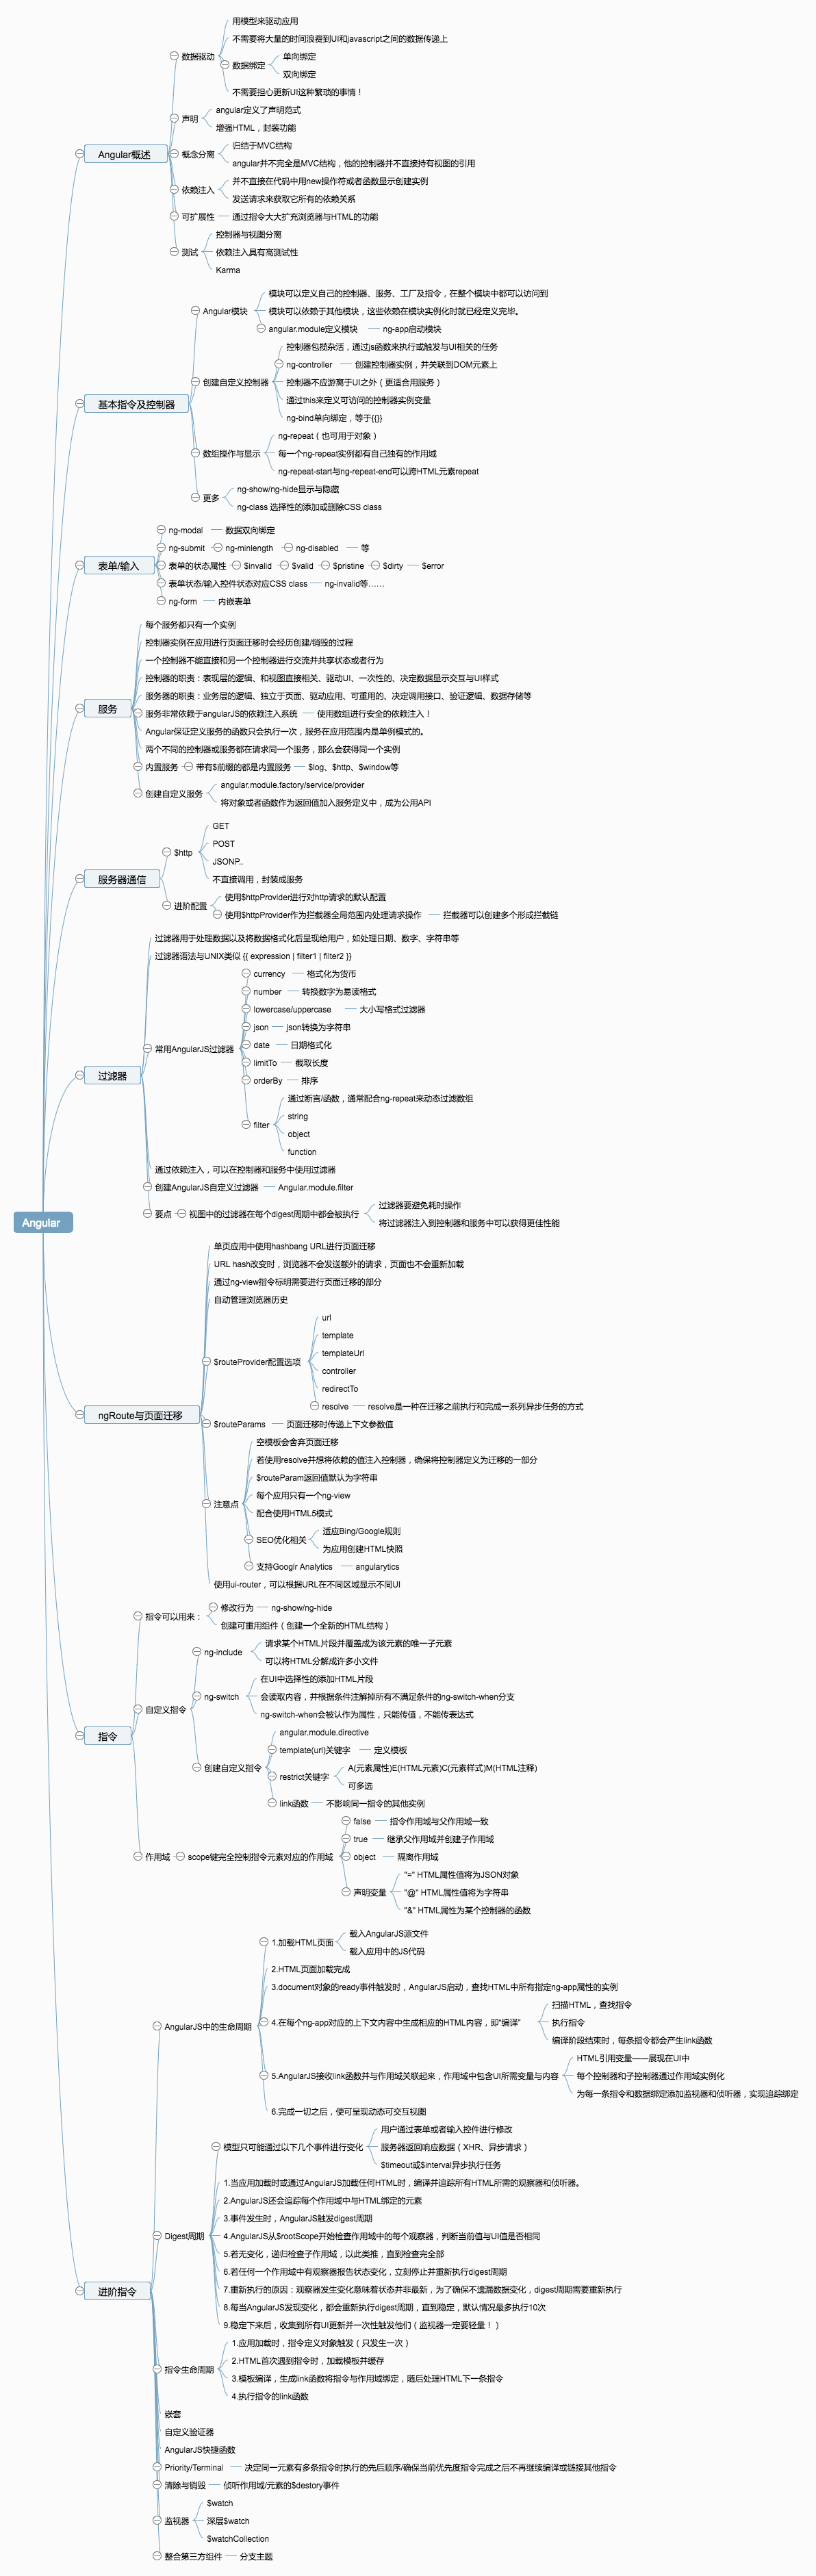 Angular
Angular概述
数据驱动
用模型来驱动应用
不需要将大量的时间浪费到UI和javascript之间的数据传递上
数据绑定
单向绑定
双向绑定
不需要担心更新UI这种繁琐的事情！
声明
angular定义了声明范式
增强HTML，封装功能
概念分离
归结于MVC结构
angular并不完全是MVC结构，他的控制器并不直接持有视图的引用
依赖注入
并不直接在代码中用new操作符或者函数显示创建实例
发送请求来获取它所有的依赖关系
可扩展性
通过指令大大扩充浏览器与HTML的功能
测试
控制器与视图分离
依赖注入具有高测试性
Karma
基本指令及控制器
Angular模块
模块可以定义自己的控制器、服务、工厂及指令，在整个模块中都可以访问到
模块可以依赖于其他模块，这些依赖在模块实例化时就已经定义完毕。
angular.module定义模块
ng-app启动模块
创建自定义控制器
控制器包揽杂活，通过js函数来执行或触发与UI相关的任务
ng-controller
创建控制器实例，并关联到DOM元素上
控制器不应游离于UI之外（更适合用服务）
通过this来定义可访问的控制器实例变量
ng-bind单向绑定，等于{{}}
数组操作与显示
ng-repeat（也可用于对象）
每一个ng-repeat实例都有自己独有的作用域
ng-repeat-start与ng-repeat-end可以跨HTML元素repeat
更多
ng-show/ng-hide显示与隐藏
ng-class 选择性的添加或删除CSS class
表单/输入
ng-modal
数据双向绑定
ng-submit
ng-minlength
ng-disabled
等
表单的状态属性
$invalid
$valid
$pristine
$dirty
$error
表单状态/输入控件状态对应CSS class
ng-invalid等……
ng-form
内嵌表单
服务
每个服务都只有一个实例
控制器实例在应用进行页面迁移时会经历创建/销毁的过程
一个控制器不能直接和另一个控制器进行交流并共享状态或者行为
控制器的职责：表现层的逻辑、和视图直接相关、驱动UI、一次性的、决定数据显示交互与UI样式
服务器的职责：业务层的逻辑、独立于页面、驱动应用、可重用的、决定调用接口、验证逻辑、数据存储等
服务非常依赖于angularJS的依赖注入系统
使用数组进行安全的依赖注入！
Angular保证定义服务的函数只会执行一次，服务在应用范围内是单例模式的。
两个不同的控制器或服务都在请求同一个服务，那么会获得同一个实例
内置服务
带有$前缀的都是内置服务
$log、$http、$window等
创建自定义服务
angular.module.factory/service/provider
将对象或者函数作为返回值加入服务定义中，成为公用API
服务器通信
$http
GET
POST
JSONP..
不直接调用，封装成服务
进阶配置
使用$httpProvider进行对http请求的默认配置
使用$httpProvider作为拦截器全局范围内处理请求操作
拦截器可以创建多个形成拦截链
过滤器
过滤器用于处理数据以及将数据格式化后呈现给用户，如处理日期、数字、字符串等
过滤器语法与UNIX类似 {{ expression | filter1 | filter2 }}
常用AngularJS过滤器
currency
格式化为货币
number
转换数字为易读格式
lowercase/uppercase
大小写格式过滤器
json
json转换为字符串
date
日期格式化
limitTo
截取长度
orderBy
排序
filter
通过断言/函数，通常配合ng-repeat来动态过滤数组
string
object
function
通过依赖注入，可以在控制器和服务中使用过滤器
创建AngularJS自定义过滤器
Angular.module.filter
要点
视图中的过滤器在每个digest周期中都会被执行
过滤器要避免耗时操作
将过滤器注入到控制器和服务中可以获得更佳性能
ngRoute与页面迁移
单页应用中使用hashbang URL进行页面迁移
URL hash改变时，浏览器不会发送额外的请求，页面也不会重新加载
通过ng-view指令标明需要进行页面迁移的部分
自动管理浏览器历史
$routeProvider配置选项
url
template
templateUrl
controller
redirectTo
resolve
resolve是一种在迁移之前执行和完成一系列异步任务的方式
$routeParams
页面迁移时传递上下文参数值
注意点
空模板会舍弃页面迁移
若使用resolve并想将依赖的值注入控制器，确保将控制器定义为迁移的一部分
$routeParam返回值默认为字符串
每个应用只有一个ng-view
配合使用HTML5模式
SEO优化相关
适应Bing/Google规则
为应用创建HTML快照
支持Googlr Analytics
angularytics
使用ui-router，可以根据URL在不同区域显示不同UI
指令
指令可以用来：
修改行为
ng-show/ng-hide
创建可重用组件（创建一个全新的HTML结构）
自定义指令
ng-include
请求某个HTML片段并覆盖成为该元素的唯一子元素
可以将HTML分解成许多小文件
ng-switch
在UI中选择性的添加HTML片段
会读取内容，并根据条件注解掉所有不满足条件的ng-switch-when分支
ng-switch-when会被认作为属性，只能传值，不能传表达式
创建自定义指令
angular.module.directive
template(url)关键字
定义模板
restrict关键字
A(元素属性)E(HTML元素)C(元素样式)M(HTML注释)
可多选
link函数
不影响同一指令的其他实例
作用域
scope键完全控制指令元素对应的作用域
false
指令作用域与父作用域一致
true
继承父作用域并创建子作用域
object
隔离作用域
声明变量
"=" HTML属性值将为JSON对象
"@" HTML属性值将为字符串
"&" HTML属性为某个控制器的函数
进阶指令
AngularJS中的生命周期
1.加载HTML页面
载入AngularJS源文件
载入应用中的JS代码
2.HTML页面加载完成
3.document对象的ready事件触发时，AngularJS启动，查找HTML中所有指定ng-app属性的实例
4.在每个ng-app对应的上下文内容中生成相应的HTML内容，即“编译”
扫描HTML，查找指令
执行指令
编译阶段结束时，每条指令都会产生link函数
5.AngularJS接收link函数并与作用域关联起来，作用域中包含UI所需变量与内容
HTML引用变量——展现在UI中
每个控制器和子控制器通过作用域实例化
为每一条指令和数据绑定添加监视器和侦听器，实现追踪绑定
6.完成一切之后，便可呈现动态可交互视图
Digest周期
模型只可能通过以下几个事件进行变化
用户通过表单或者输入控件进行修改
服务器返回响应数据（XHR、异步请求）
$timeout或$interval异步执行任务
1.当应用加载时或通过AngularJS加载任何HTML时，编译并追踪所有HTML所需的观察器和侦听器。
2.AngularJS还会追踪每个作用域中与HTML绑定的元素
3.事件发生时，AngularJS触发digest周期
4.AngularJS从$rootScope开始检查作用域中的每个观察器，判断当前值与UI值是否相同
5.若无变化，递归检查子作用域，以此类推，直到检查完全部
6.若任何一个作用域中有观察器报告状态变化，立刻停止并重新执行digest周期
7.重新执行的原因：观察器发生变化意味着状态并非最新，为了确保不遗漏数据变化，digest周期需要重新执行
8.每当AngularJS发现变化，都会重新执行digest周期，直到稳定，默认情况最多执行10次
9.稳定下来后，收集到所有UI更新并一次性触发他们（监视器一定要轻量！）
指令生命周期
1.应用加载时，指令定义对象触发（只发生一次）
2.HTML首次遇到指令时，加载模板并缓存
3.模板编译，生成link函数将指令与作用域绑定，随后处理HTML下一条指令
4.执行指令的link函数
嵌套
自定义验证器
AngularJS快捷函数
Priority/Terminal
决定同一元素有多条指令时执行的先后顺序/确保当前优先度指令完成之后不再继续编译或链接其他指令
清除与销毁
侦听作用域/元素的$destory事件
监视器
$watch
深层$watch
$watchCollection
整合第三方组件
分支主题